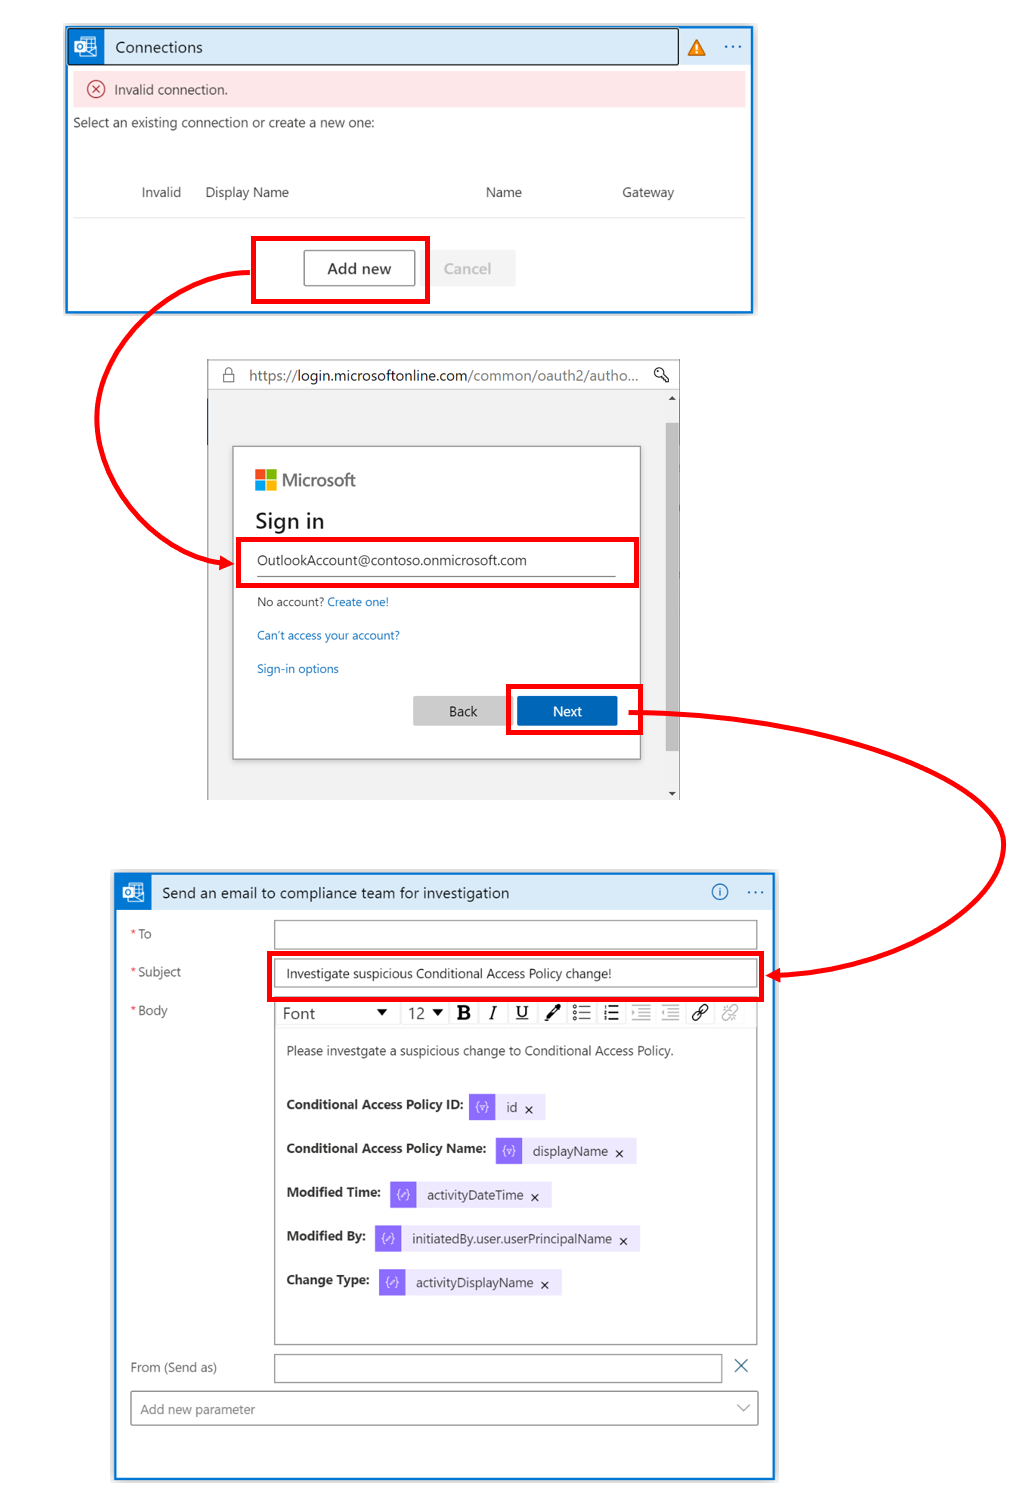 Connections
Invalid connection.
Select an existing connection or create a new one:
Invalid Display Name Name Gateway
Add new Cancel
https://login.microsoftonline.com/common/oauth2/autho...
Microsoft
Sign in
OutlookAccount@contoso.onmicrosoft.com
No account? Create one!
Can't access your account?
Sign-in options
Back Next
Send an email to compliance team for investigation
* To
* Subject Investigate suspicious Conditional Access Policy change!
* Body
Font 12 B I U
Please investgate a suspicious change to Conditional Access Policy.
Conditional Access Policy ID: id ×
Conditional Access Policy Name: displayName ×
Modified Time: activityDateTime ×
Modified By: initiatedBy.user.userPrincipalName ×
Change Type: activityDisplayName ×
From (Send as)
Add new parameter